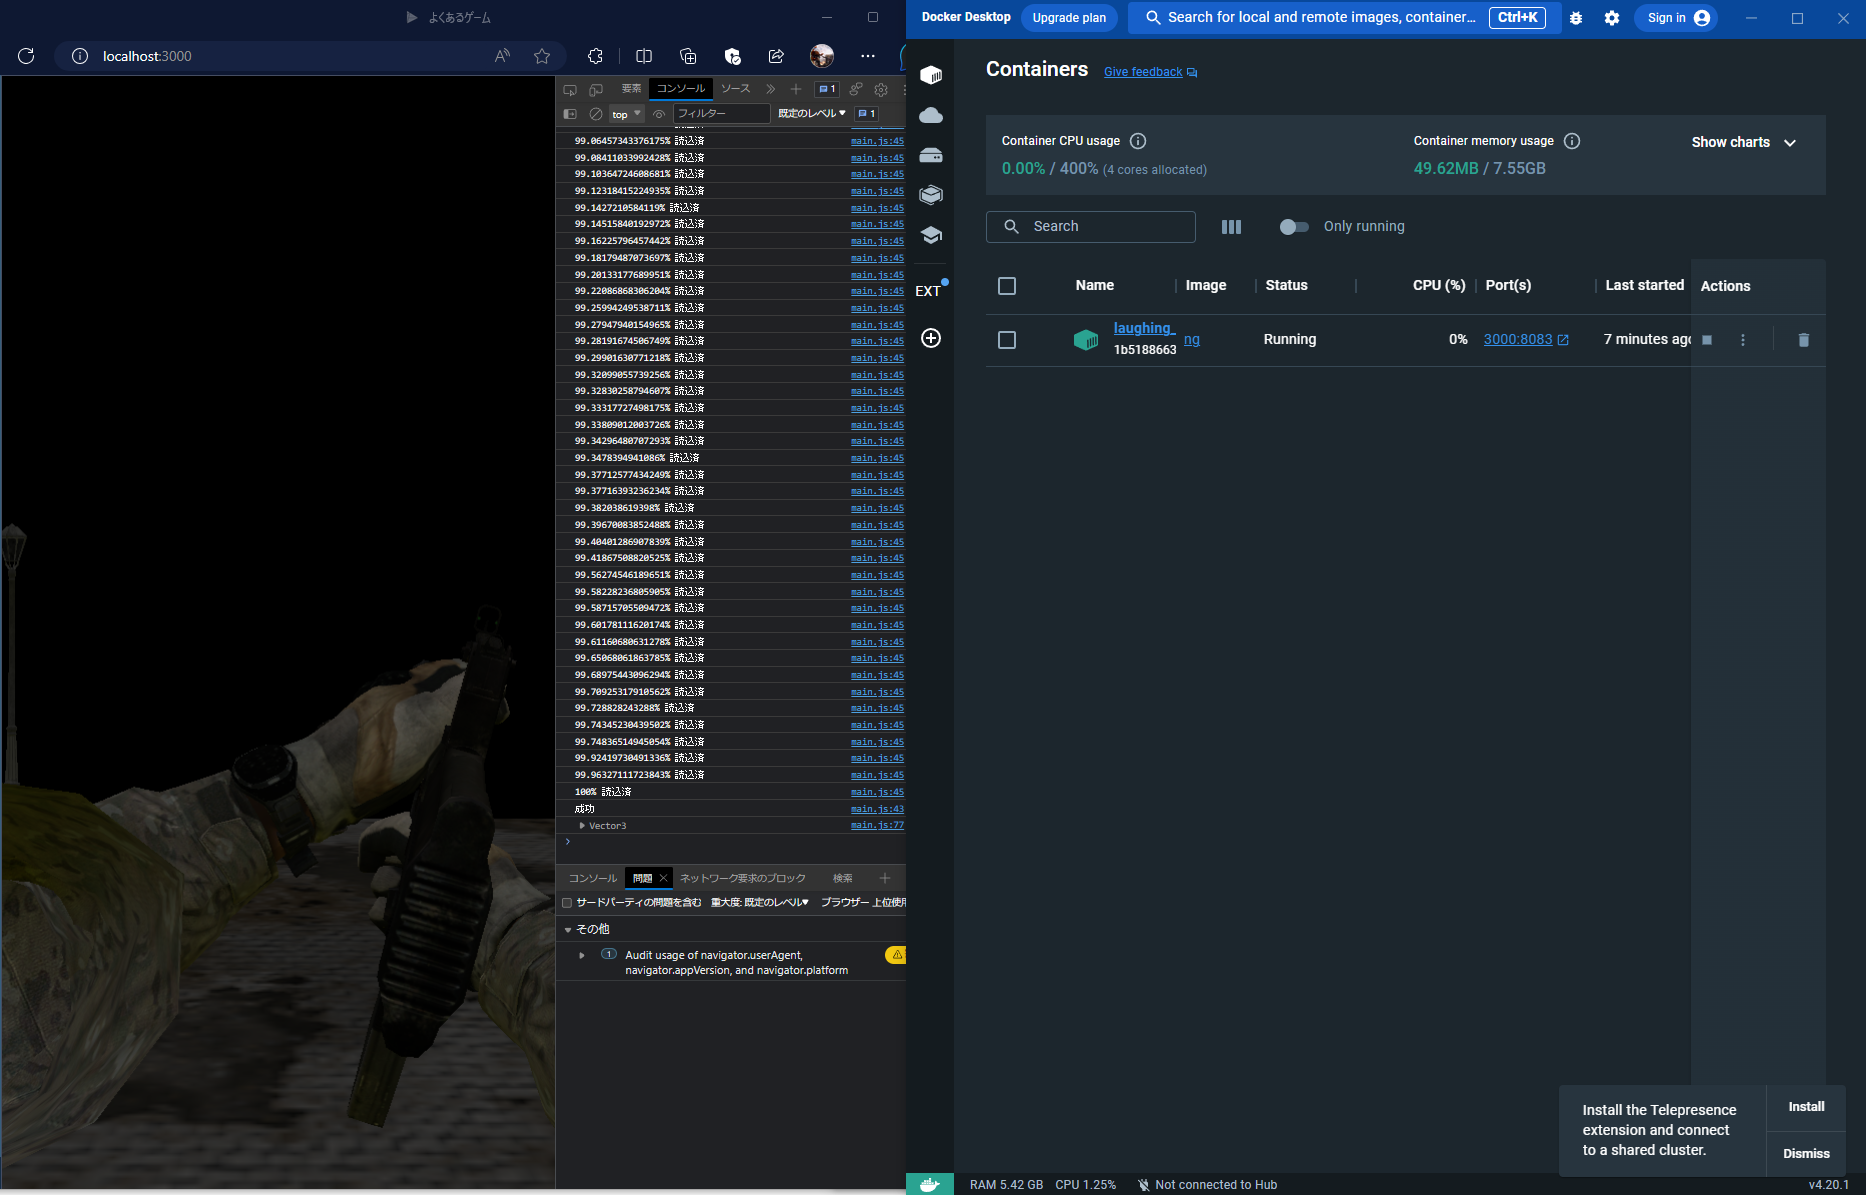 よくあるゲーム
localhost:3000
要素
コンソール
ソース
1
top
フィルター
既定のレベル
1
99.06457343376175% 読込済 main.js:45
99.08411033992428% 読込済 main.js:45
99.10364724608681% 読込済 main.js:45
99.12318415224935% 読込済 main.js:45
99.1427210584119% 読込済 main.js:45
99.14515840192972% 読込済 main.js:45
99.16225796457442% 読込済 main.js:45
99.18179487073697% 読込済 main.js:45
99.20133177689951% 読込済 main.js:45
99.22086868306204% 読込済 main.js:45
99.25994249538711% 読込済 main.js:45
99.27947940154965% 読込済 main.js:45
99.28191674506749% 読込済 main.js:45
99.29901630771218% 読込済 main.js:45
99.32099055739256% 読込済 main.js:45
99.32830258794607% 読込済 main.js:45
99.33317727498175% 読込済 main.js:45
99.33809012003726% 読込済 main.js:45
99.34296480707293% 読込済 main.js:45
99.3478394941086% 読込済 main.js:45
99.37712577434249% 読込済 main.js:45
99.37716393236234% 読込済 main.js:45
99.382038619398% 読込済 main.js:45
99.39670083852488% 読込済 main.js:45
99.40401286907839% 読込済 main.js:45
99.41867508820525% 読込済 main.js:45
99.56274546189651% 読込済 main.js:45
99.58228236805905% 読込済 main.js:45
99.58715705509472% 読込済 main.js:45
99.60178111620174% 読込済 main.js:45
99.6116068063127​8% 読込済 main.js:45
99.65068061863785% 読込済 main.js:45
99.68975443096294% 読込済 main.js:45
99.70925317910562% 読込済 main.js:45
99.728828243288% 読込済 main.js:45
99.74345230439502% 読込済 main.js:45
99.74836514945054% 読込済 main.js:45
99.92419730491336% 読込済 main.js:45
99.96327111723843% 読込済 main.js:45
100% 読込済 main.js:45
成功 main.js:43
Vector3 main.js:77
コンソール
問題
ネットワーク要求のブロック
検索
サードパーティの問題を含む
重大度: 既定のレベル
ブラウザー 上位使用
その他
1
Audit usage of navigator.userAgent,
navigator.appVersion, and navigator.platform
Docker Desktop
Upgrade plan
Search for local and remote images, container...
Ctrl+K
Sign in
EXT
Containers
Give feedback
Container CPU usage
0.00% / 400% (4 cores allocated)
Container memory usage
49.62MB / 7.55GB
Show charts
Search
Only running
Name
Image
Status
CPU (%)
Port(s)
Last started
Actions
laughing_
1b5188663
ng
Running
0%
3000:8083
7 minutes ago
Install the Telepresence
extension and connect
to a shared cluster.
Install
Dismiss
RAM 5.42 GB
CPU 1.25%
Not connected to Hub
v4.20.1